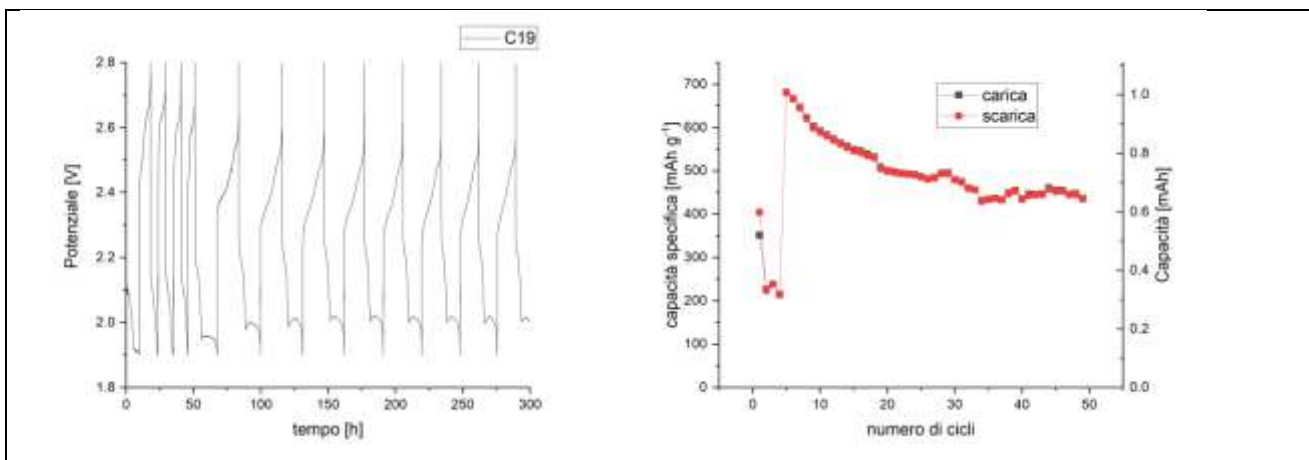 C19
2.8
2.6
2.4
2.2
2.0
1.8
Potenziale [V]
0 50 100 150 200 250 300
tempo [h]
carica
scarica
700
600
500
400
350
300
200
100
0
capacità specifica [mAh g⁻¹]
1.0
0.8
0.6
0.4
0.2
0.0
Capacità [mAh]
0 10 20 30 40 50
numero di cicli